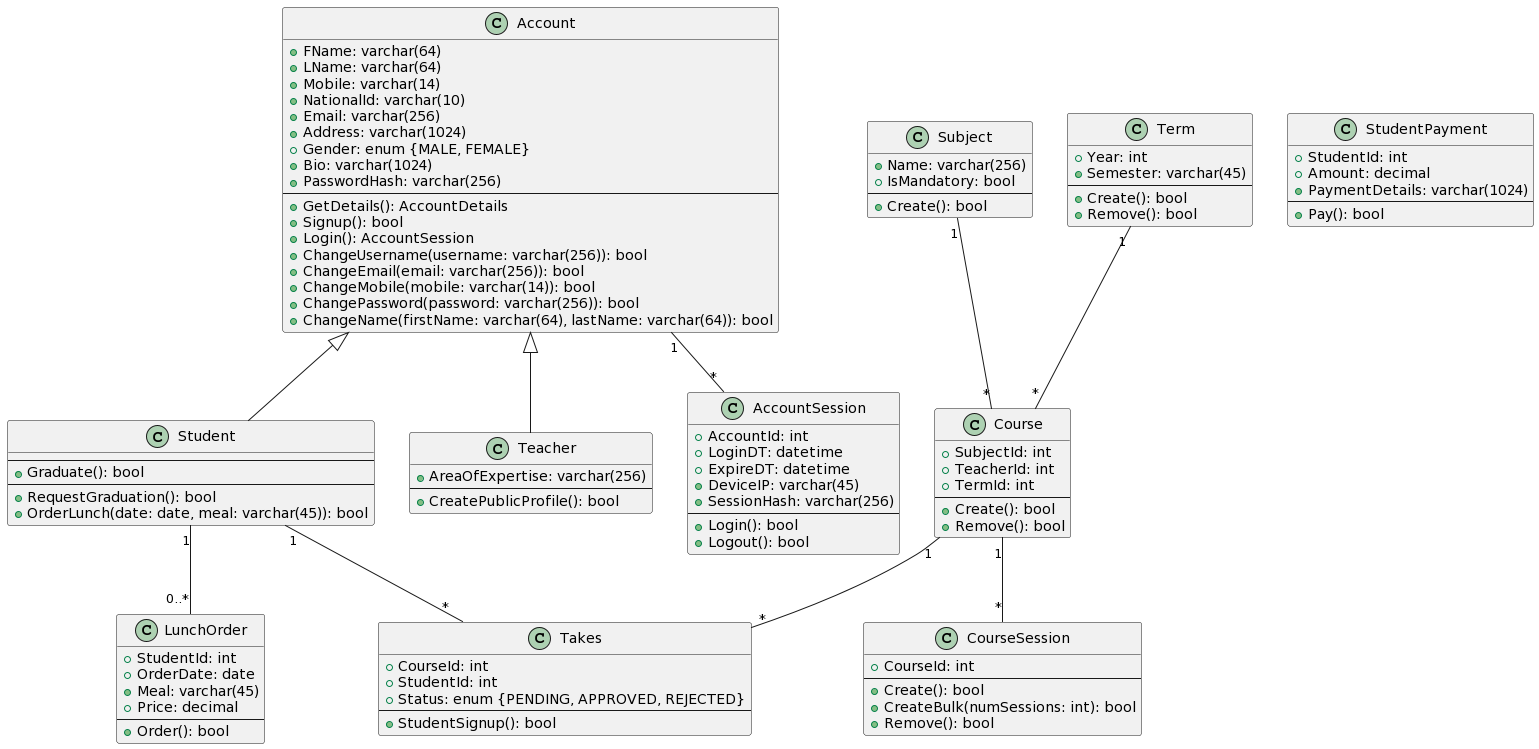 C Account
FName: varchar(64)
LName: varchar(64)
Mobile: varchar(14)
NationalId: varchar(10)
Email: varchar(256)
Address: varchar(1024)
Gender: enum {MALE, FEMALE}
Bio: varchar(1024)
PasswordHash: varchar(256)
GetDetails(): AccountDetails
Signup(): bool
Login(): AccountSession
ChangeUsername(username: varchar(256)): bool
ChangeEmail(email: varchar(256)): bool
ChangeMobile(mobile: varchar(14)): bool
ChangePassword(password: varchar(256)): bool
ChangeName(firstName: varchar(64), lastName: varchar(64)): bool
C Subject
Name: varchar(256)
IsMandatory: bool
Create(): bool
C Term
Year: int
Semester: varchar(45)
Create(): bool
Remove(): bool
C StudentPayment
StudentId: int
Amount: decimal
PaymentDetails: varchar(1024)
Pay(): bool
1
*
1
*
1
*
C Student
Graduate(): bool
RequestGraduation(): bool
OrderLunch(date: date, meal: varchar(45)): bool
C Teacher
AreaOfExpertise: varchar(256)
CreatePublicProfile(): bool
C AccountSession
AccountId: int
LoginDT: datetime
ExpireDT: datetime
DeviceIP: varchar(45)
SessionHash: varchar(256)
Login(): bool
Logout(): bool
C Course
SubjectId: int
TeacherId: int
TermId: int
Create(): bool
Remove(): bool
1
0..*
1
*
1
*
1
*
C LunchOrder
StudentId: int
OrderDate: date
Meal: varchar(45)
Price: decimal
Order(): bool
C Takes
CourseId: int
StudentId: int
Status: enum {PENDING, APPROVED, REJECTED}
StudentSignup(): bool
C CourseSession
CourseId: int
Create(): bool
CreateBulk(numSessions: int): bool
Remove(): bool